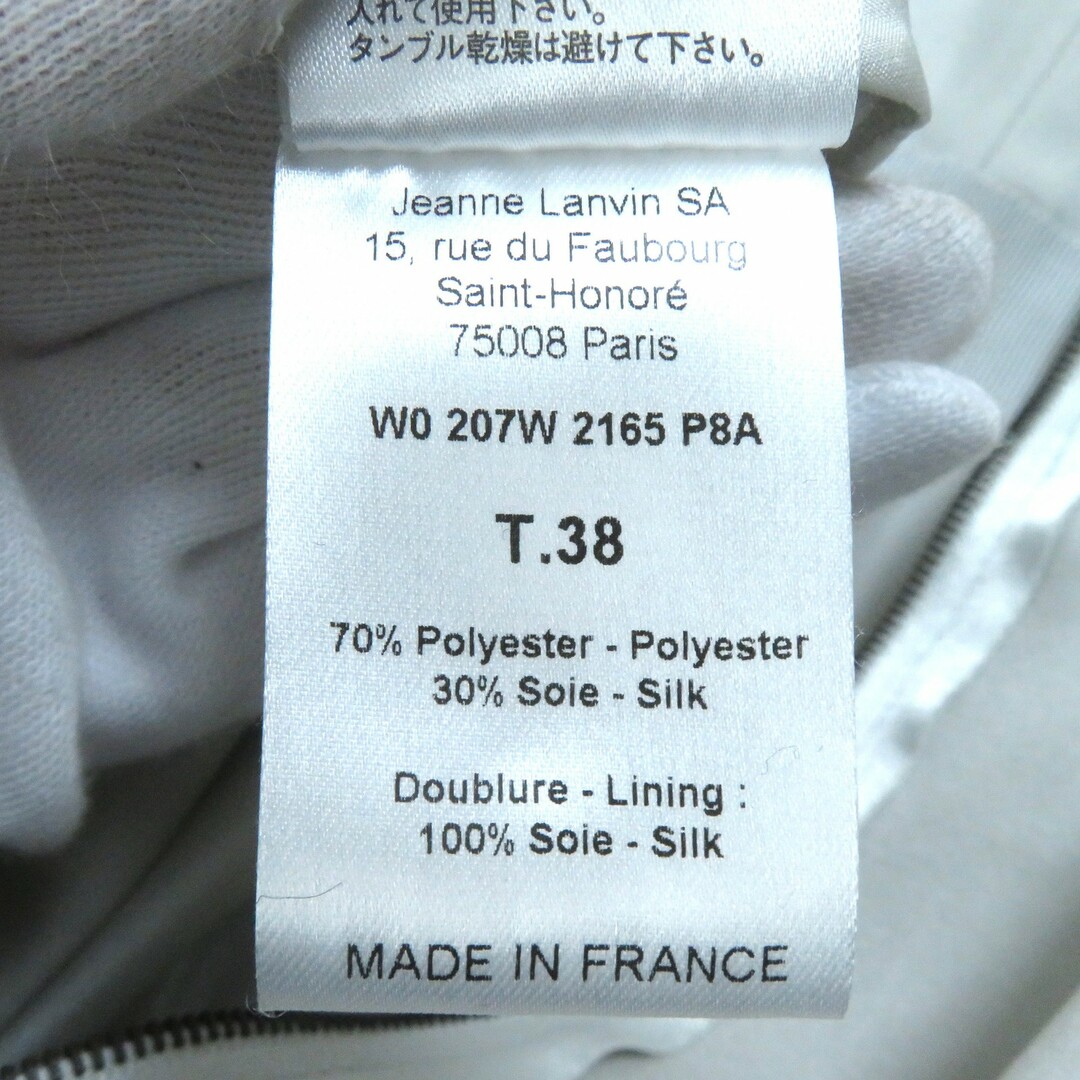 入れて使用下さい。
タンブル乾燥は避けて下さい。
Jeanne Lanvin SA
15, rue du Faubourg
Saint-Honoré
75008 Paris
W0 207W 2165 P8A
T.38
70% Polyester - Polyester
30% Soie - Silk
Doublure - Lining :
100% Soie - Silk
MADE IN FRANCE